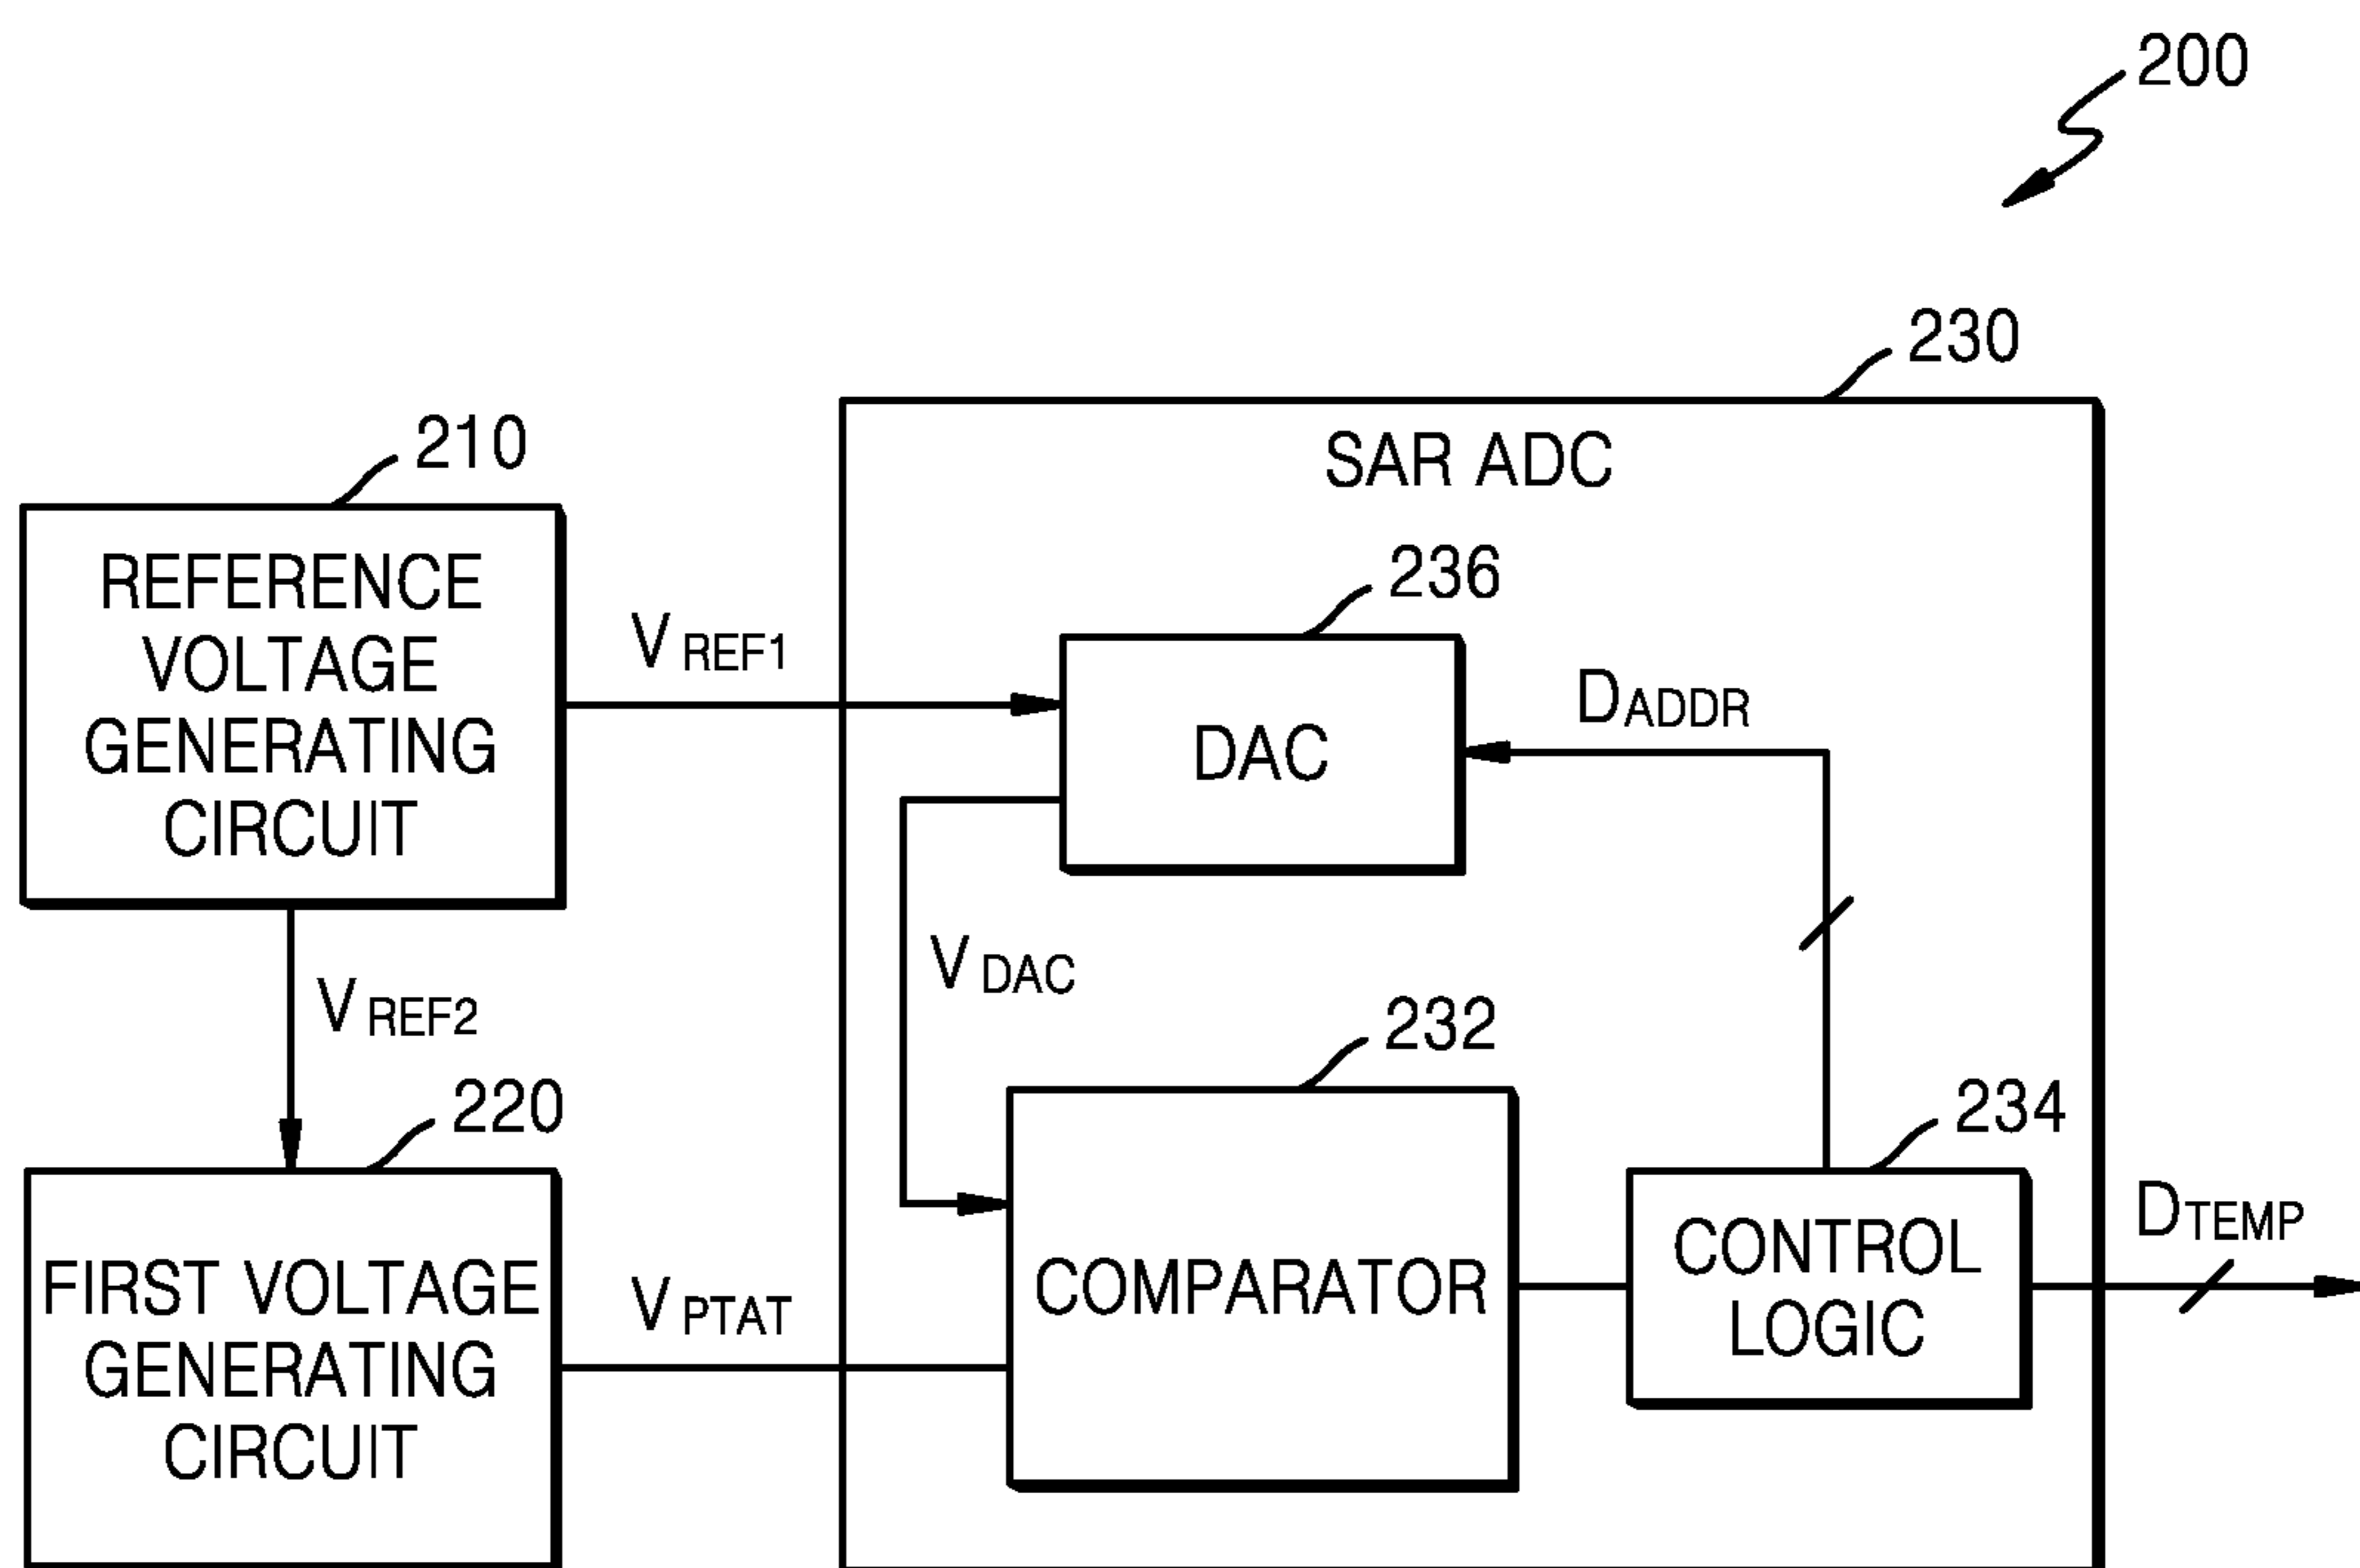 200
230
210
SAR ADC
REFERENCE
VOLTAGE
GENERATING
CIRCUIT
236
VREF1
DADDR
DAC
VDAC
VREF2
232
220
234
FIRST VOLTAGE
GENERATING
CIRCUIT
VPTAT
COMPARATOR
CONTROL
LOGIC
DTEMP